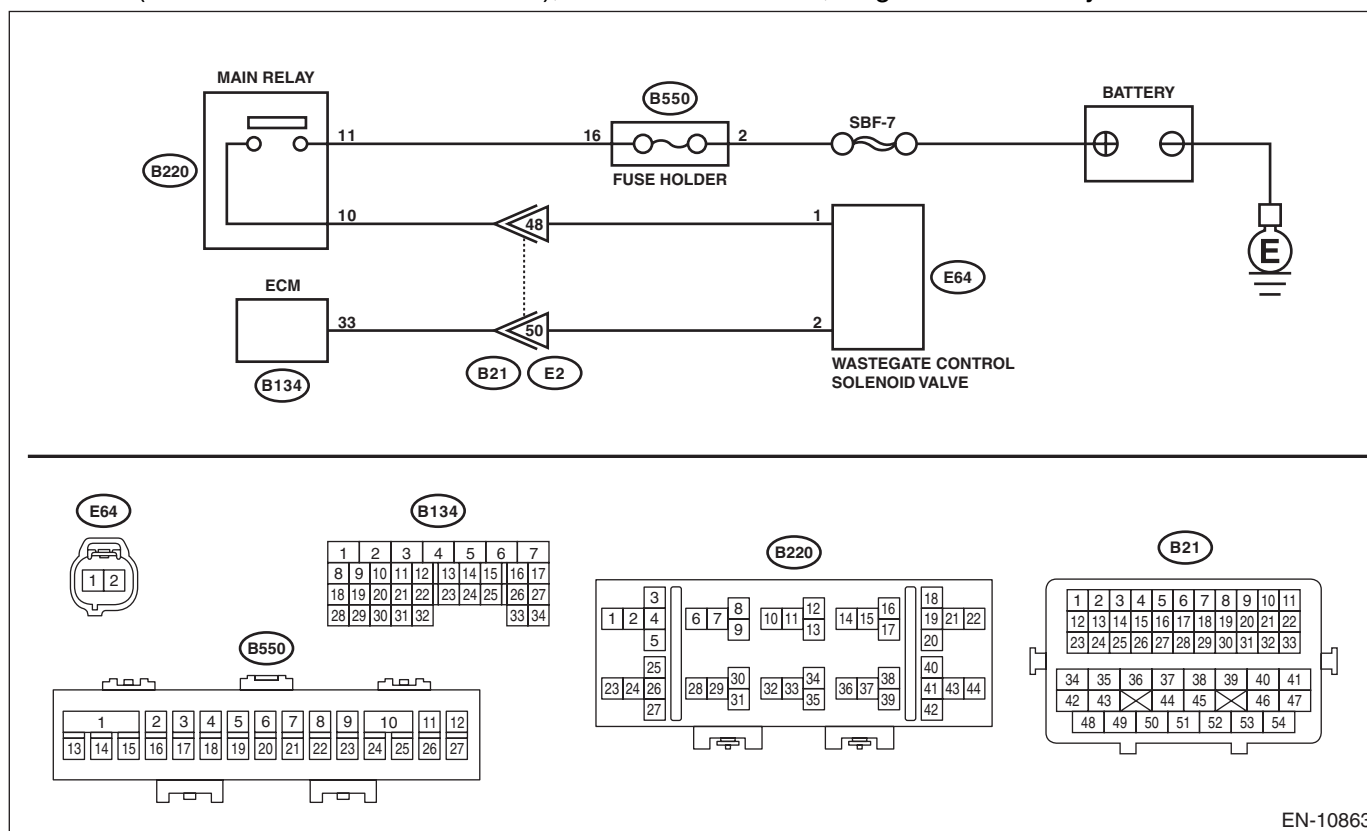 MAIN RELAY
B550
BATTERY
SBF-7
11
16
2
B220
FUSE HOLDER
10
48
1
ECM
E64
33
50
2
B21
E2
WASTEGATE CONTROL
SOLENOID VALVE
B134
E
E64
1 2
B134
1 2 3 4 5 6 7
8 9 10 11 12 13 14 15 16 17
18 19 20 21 22 23 24 25 26 27
28 29 30 31 32 33 34
B550
1 2 3 4 5 6 7 8 9 10 11 12
13 14 15 16 17 18 19 20 21 22 23 24 25 26 27
B220
3 8 12 16 18
1 2 4 6 7 10 11 14 15 19 21 22
5 9 13 17 20
25 30 34 38 40
23 24 26 28 29 32 33 36 37 41 43 44
27 31 35 39 42
B21
1 2 3 4 5 6 7 8 9 10 11
12 13 14 15 16 17 18 19 20 21 22
23 24 25 26 27 28 29 30 31 32 33
34 35 36 37 38 39 40 41
42 43 44 45 46 47
48 49 50 51 52 53 54
EN-10863